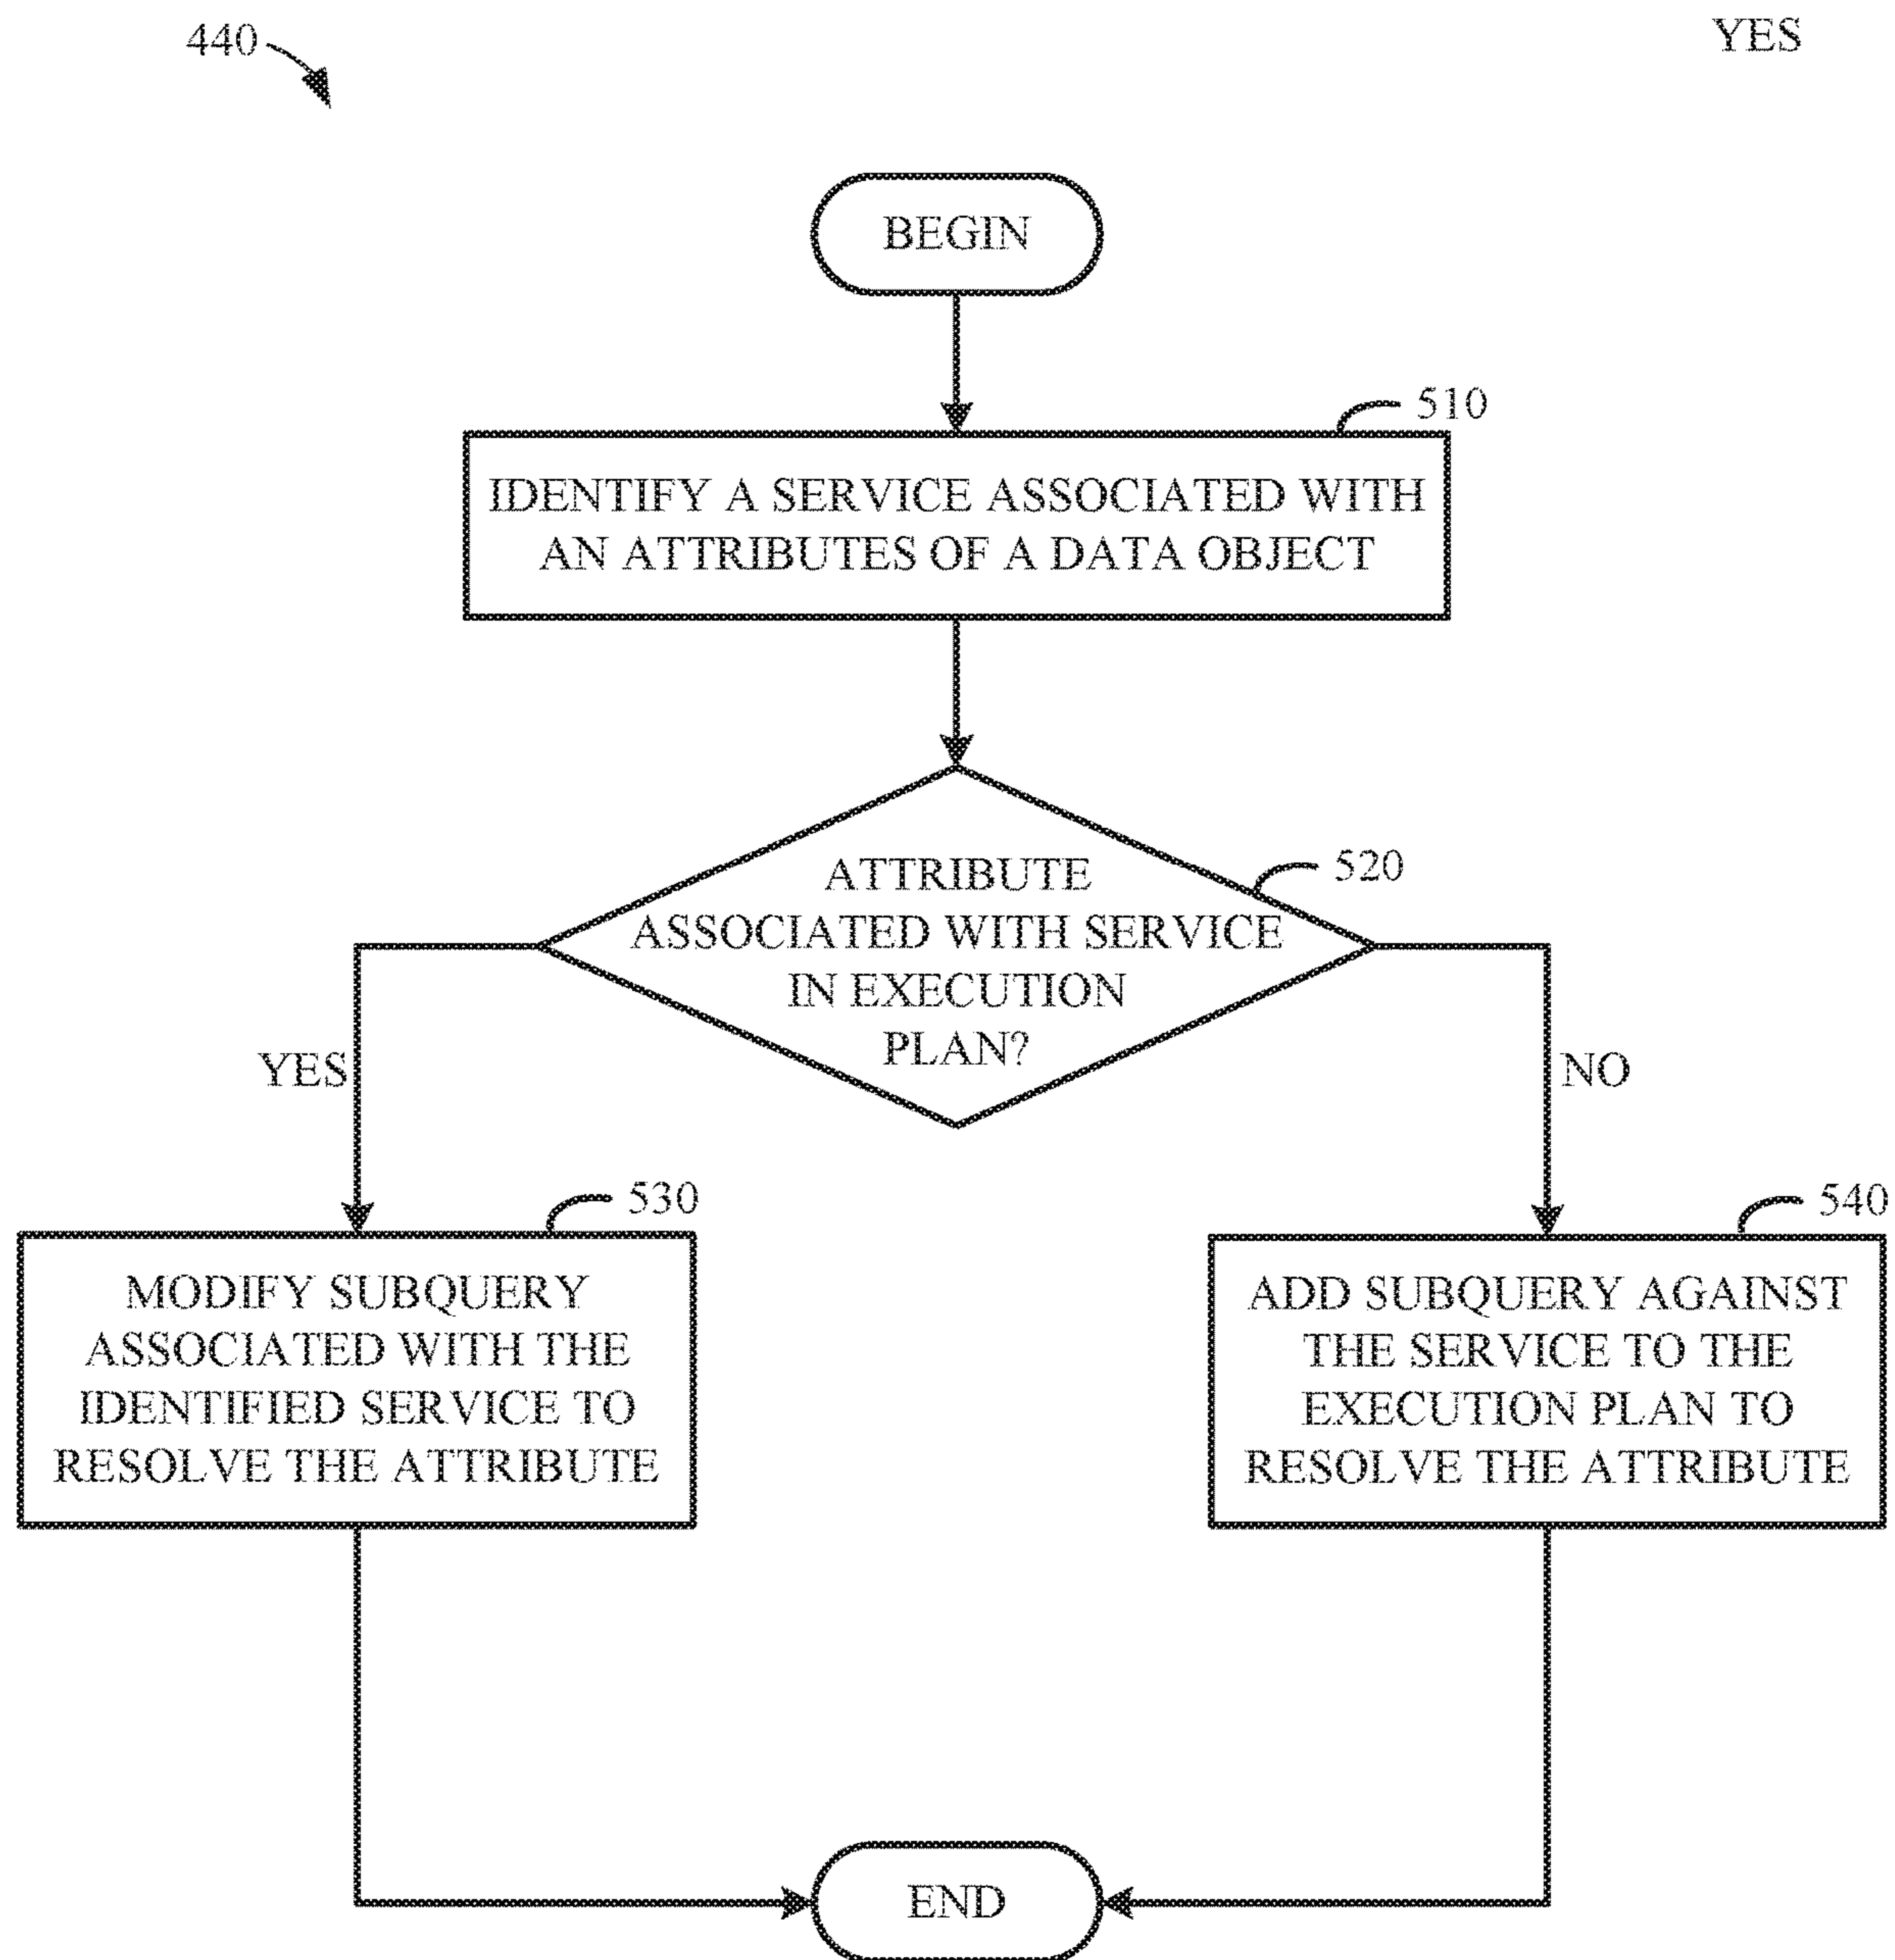 440
YES
BEGIN
510
IDENTIFY A SERVICE ASSOCIATED WITH
AN ATTRIBUTES OF A DATA OBJECT
520
ATTRIBUTE
ASSOCIATED WITH SERVICE
IN EXECUTION
PLAN?
YES
NO
530
MODIFY SUBQUERY
ASSOCIATED WITH THE
IDENTIFIED SERVICE TO
RESOLVE THE ATTRIBUTE
540
ADD SUBQUERY AGAINST
THE SERVICE TO THE
EXECUTION PLAN TO
RESOLVE THE ATTRIBUTE
END